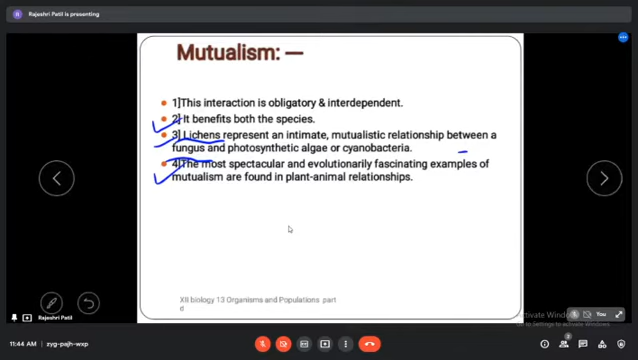 R Rajeshri Patil is presenting
Mutualism: —
1]This interaction is obligatory & interdependent.
2] It benefits both the species.
3] Lichens represent an intimate, mutualistic relationship between a
fungus and photosynthetic algae or cyanobacteria.
4]The most spectacular and evolutionarily fascinating examples of
mutualism are found in plant-animal relationships.
XII biology 13 Organisms and Populations part
d
Rajeshri Patil
Activate Windows
Go to Settings to activate Windows.
You
11:44 AM | zyg-pajh-wxp
2